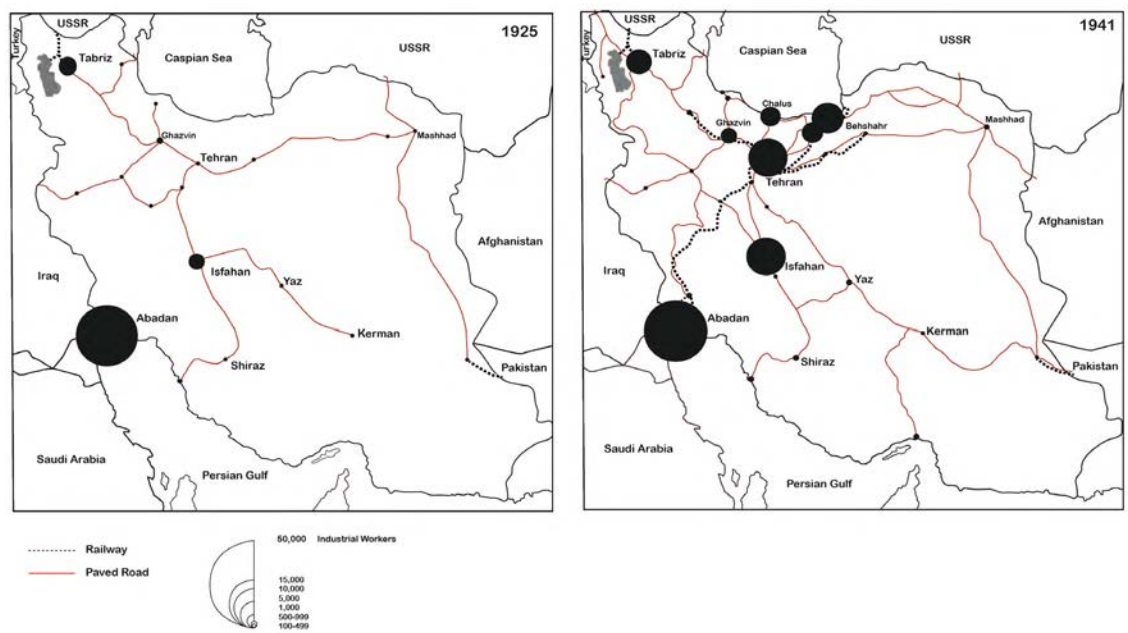 1925
USSR
Turkey
Tabriz
Caspian Sea
USSR
Ghazvin
Mashhad
Tehran
Afghanistan
Isfahan
Iraq
Yaz
Abadan
Kerman
Shiraz
Pakistan
Saudi Arabia
Persian Gulf
1941
USSR
Turkey
Tabriz
Caspian Sea
USSR
Chalus
Ghazvin
Behshahr
Mashhad
Tehran
Afghanistan
Isfahan
Iraq
Yaz
Abadan
Kerman
Shiraz
Pakistan
Saudi Arabia
Persian Gulf
Railway
Paved Road
50,000 Industrial Workers
15,000
10,000
5,000
1,000
500-999
100-499